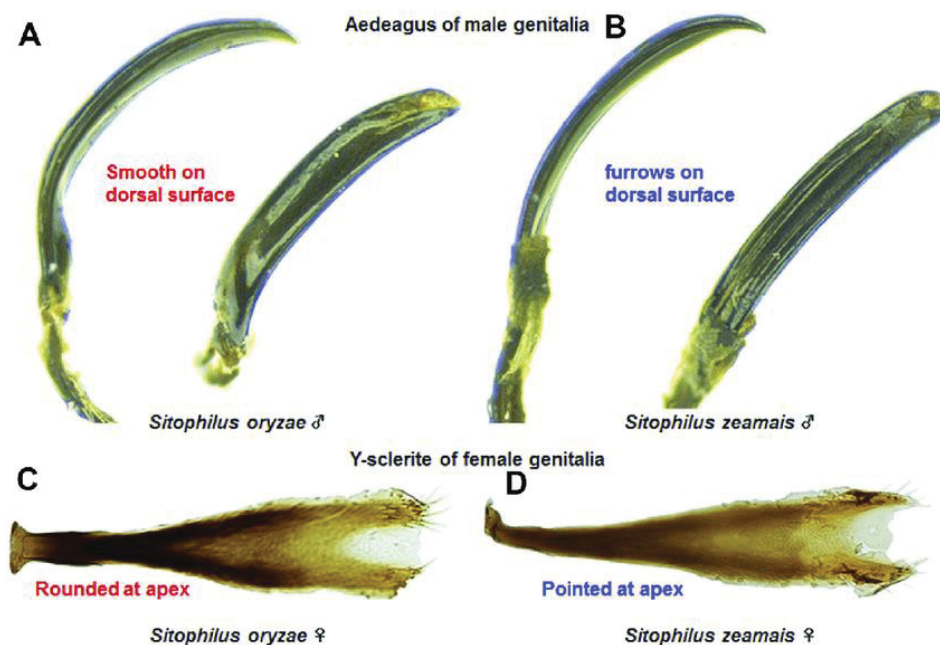 A
Aedeagus of male genitalia
B
Smooth on
dorsal surface
furrows on
dorsal surface
Sitophilus oryzae ♂
Sitophilus zeamais ♂
Y-sclerite of female genitalia
C
D
Rounded at apex
Pointed at apex
Sitophilus oryzae ♀
Sitophilus zeamais ♀